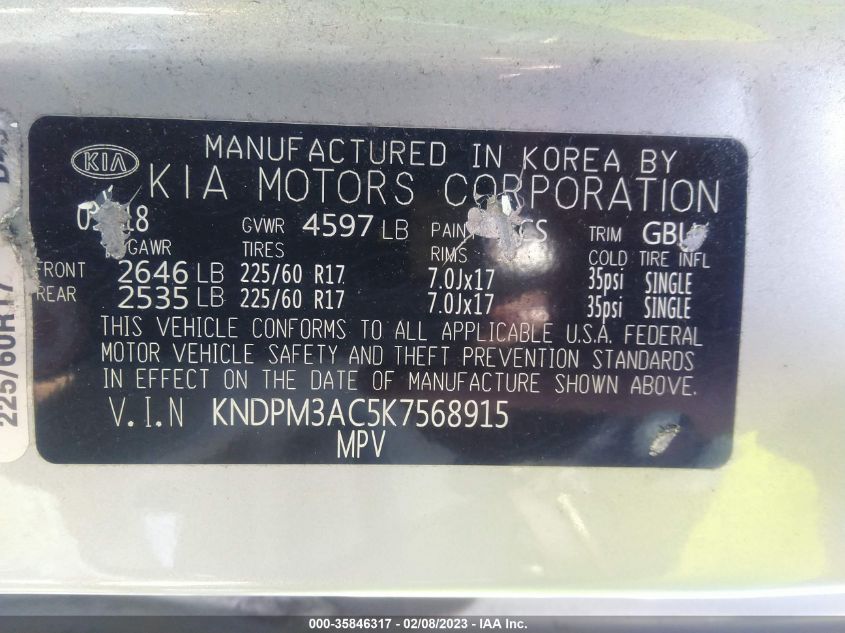 KIA
MANUFACTURED IN KOREA BY
KIA MOTORS CORPORATION
GVWR 4597 LB PAINT TRIM
GAWR TIRES RIMS COLD TIRE INFL
FRONT 2646 LB 225/60 R17 7.0Jx17 35psi SINGLE
REAR 2535 LB 225/60 R17 7.0Jx17 35psi SINGLE
THIS VEHICLE CONFORMS TO ALL APPLICABLE U.S.A. FEDERAL
MOTOR VEHICLE SAFETY AND THEFT PREVENTION STANDARDS
IN EFFECT ON THE DATE OF MANUFACTURE SHOWN ABOVE.
V.I.N KNDPM3AC5K7568915
MPV
225/60R17
000-35846317 - 02/08/2023 - IAA Inc.